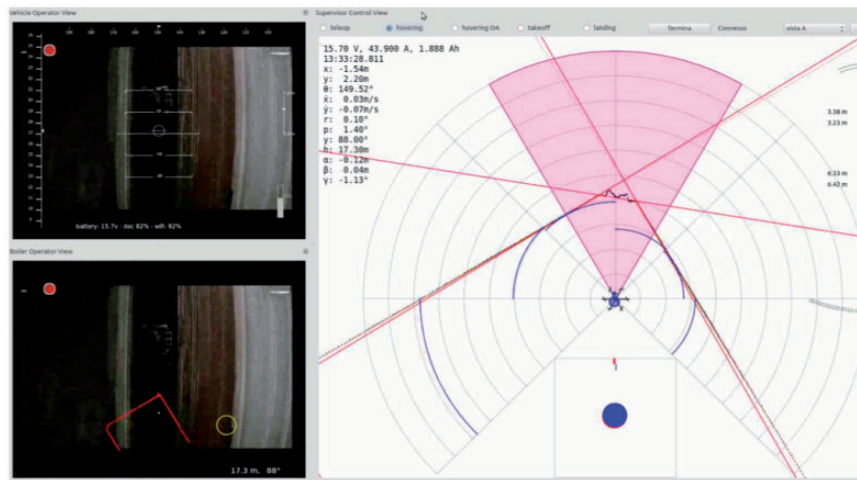 Vehicle Operator View
battery: 15.7v - doc 82% - wifi: 92%
Boiler Operator View
17.3 m, 88°
Supervisor Control View
teleop hovering hovering OA takeoff landing Termina Connesso vista A
15.70 V, 43.900 A, 1.888 Ah
13:33:28.811
x: -1.54m
y: 2.20m
θ: 149.52°
ẋ: 0.03m/s
ẏ: -0.07m/s
r: 0.10°
p: 1.40°
y: 88.00°
h: 17.30m
α: -0.12m
β: 0.04m
γ: -1.13°
3.38 m
3.23 m
6.33 m
6.42 m